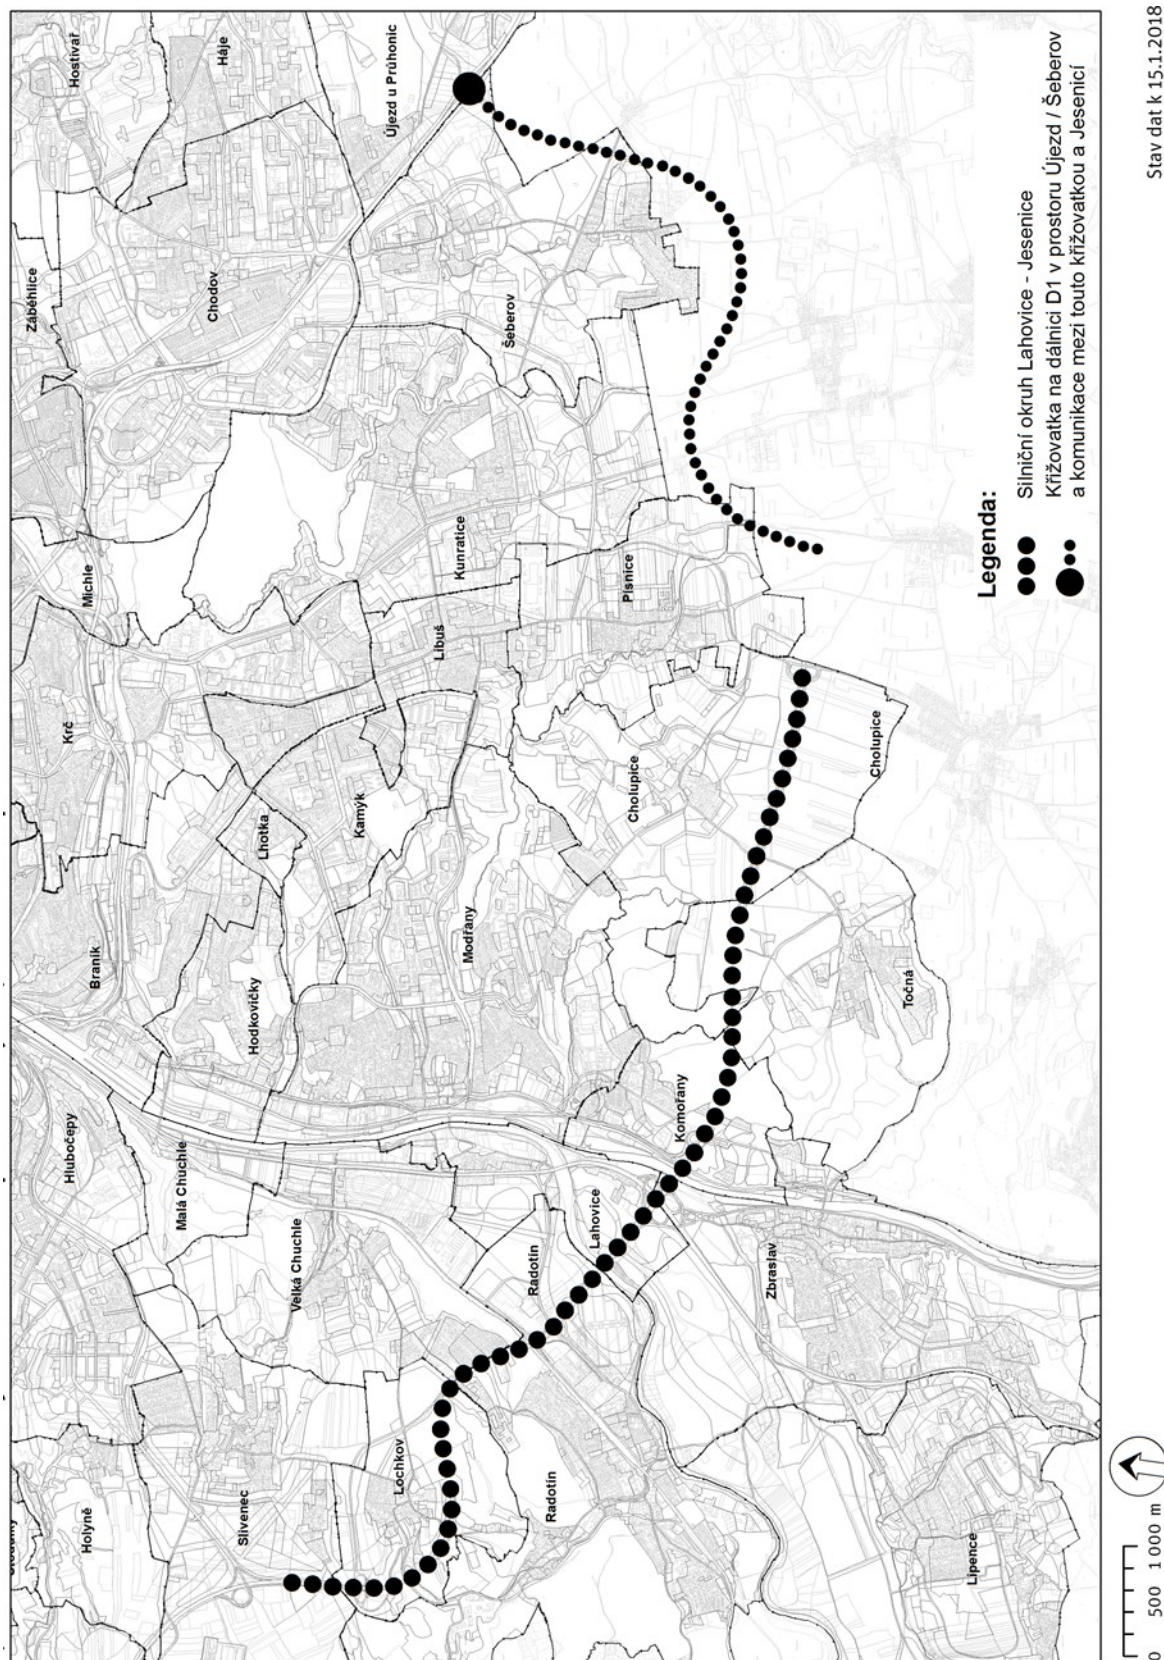 Hostivař
Háje
Záběhlice
Újezd u Průhonic
Chodov
Šeberov
Michle
Kunratice
Krč
Libuš
Písnice
Lhotka
Kamýk
Cholupice
Cholupice
Braník
Hodkovičky
Modřany
Točná
Hlubočepy
Malá Chuchle
Komořany
Velká Chuchle
Radotín
Lahovice
Zbraslav
Holyně
Slivenec
Lochkov
Radotín
Lipence
Legenda:
Silniční okruh Lahovice - Jesenice
Křižovatka na dálnici D1 v prostoru Újezd / Šeberov
a komunikace mezi touto křižovatkou a Jesenicí
0 500 1 000 m
Stav dat k 15.1.2018